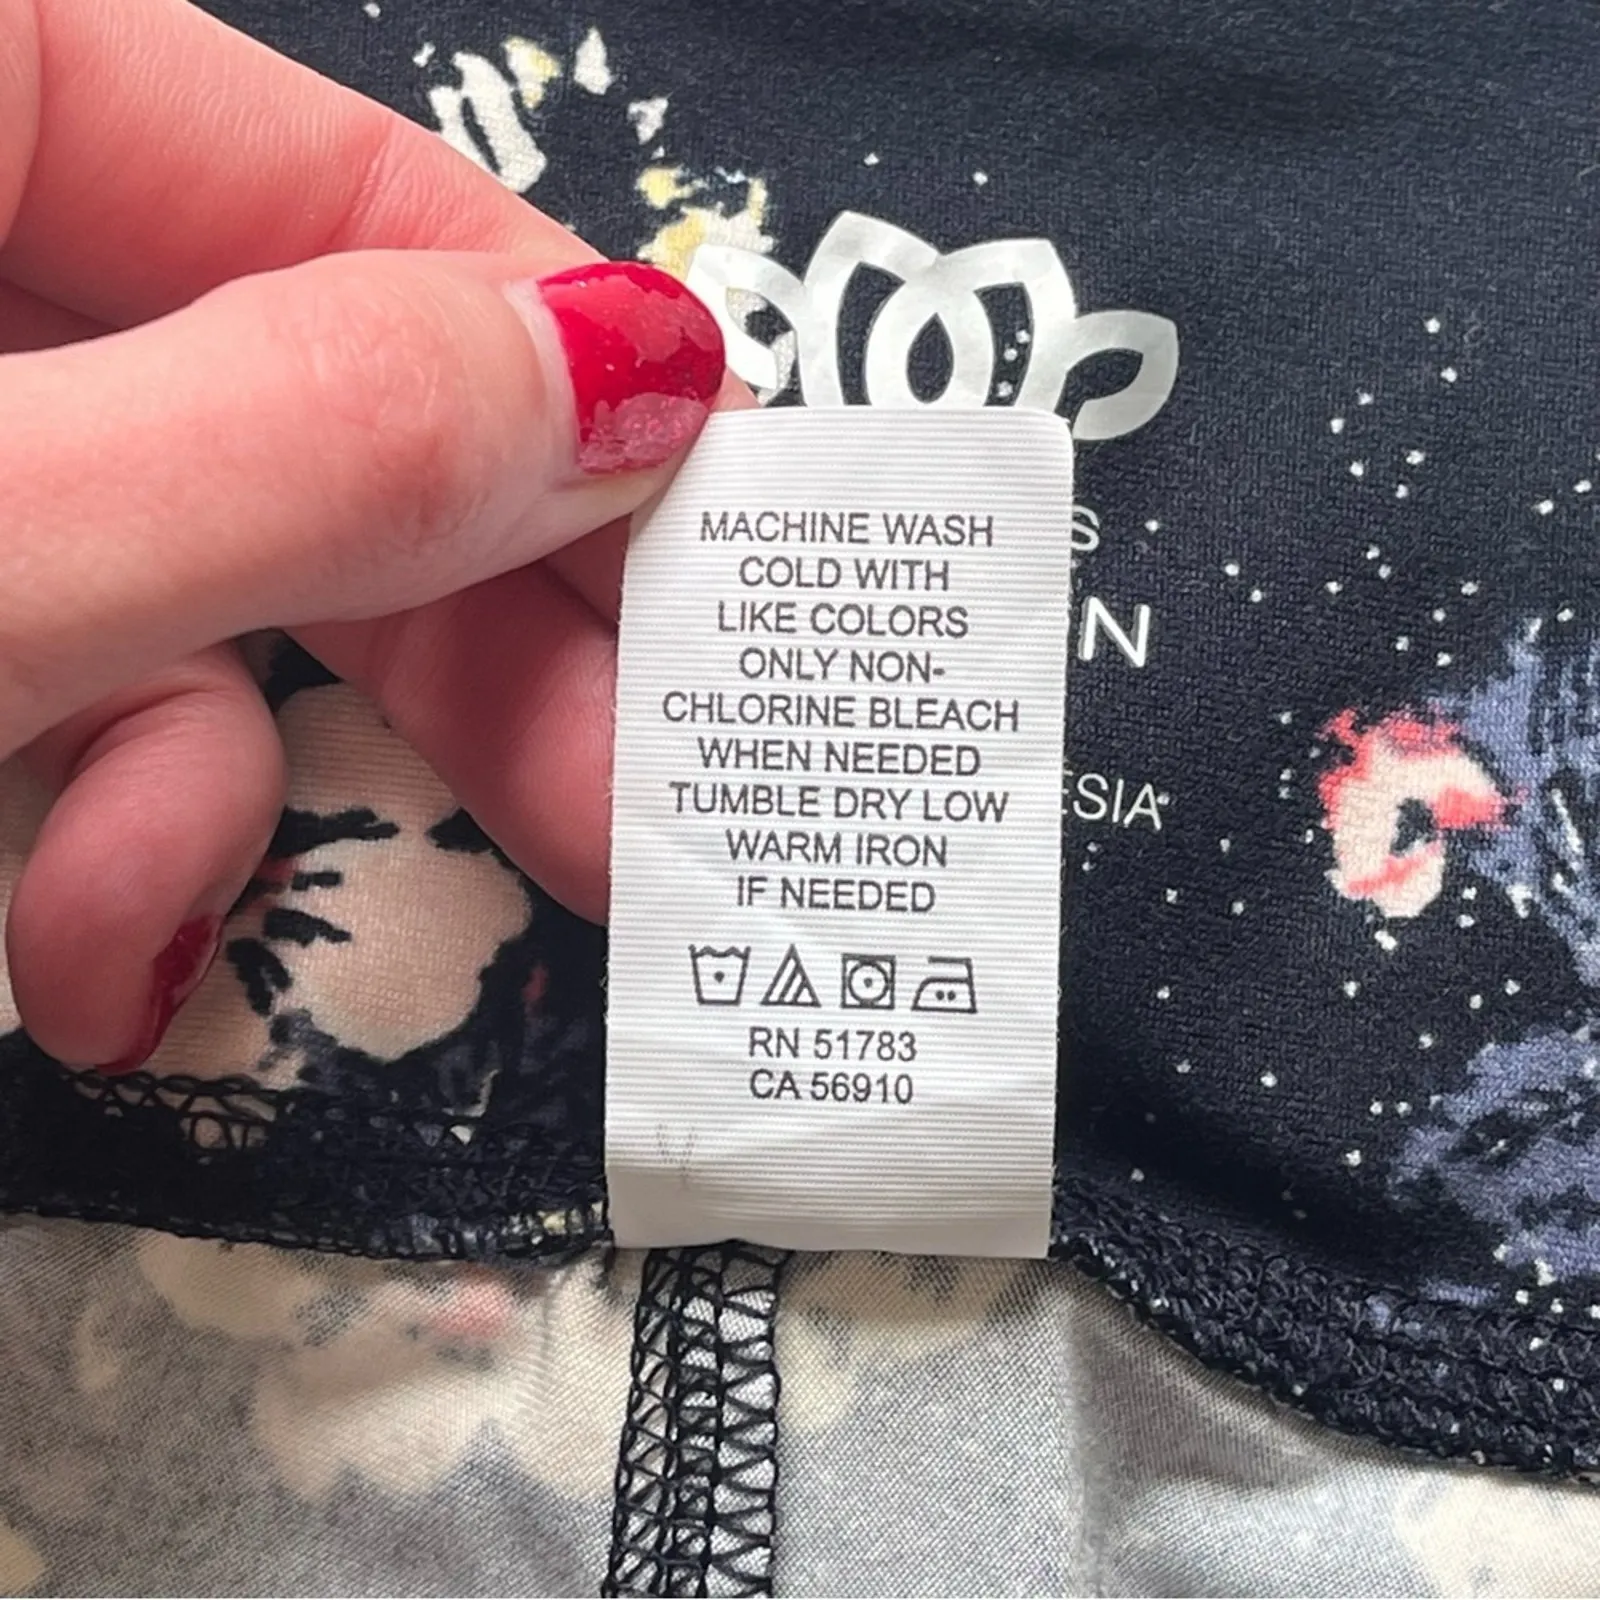 S
N
ESIA
MACHINE WASH
COLD WITH
LIKE COLORS
ONLY NON-
CHLORINE BLEACH
WHEN NEEDED
TUMBLE DRY LOW
WARM IRON
IF NEEDED
RN 51783
CA 56910